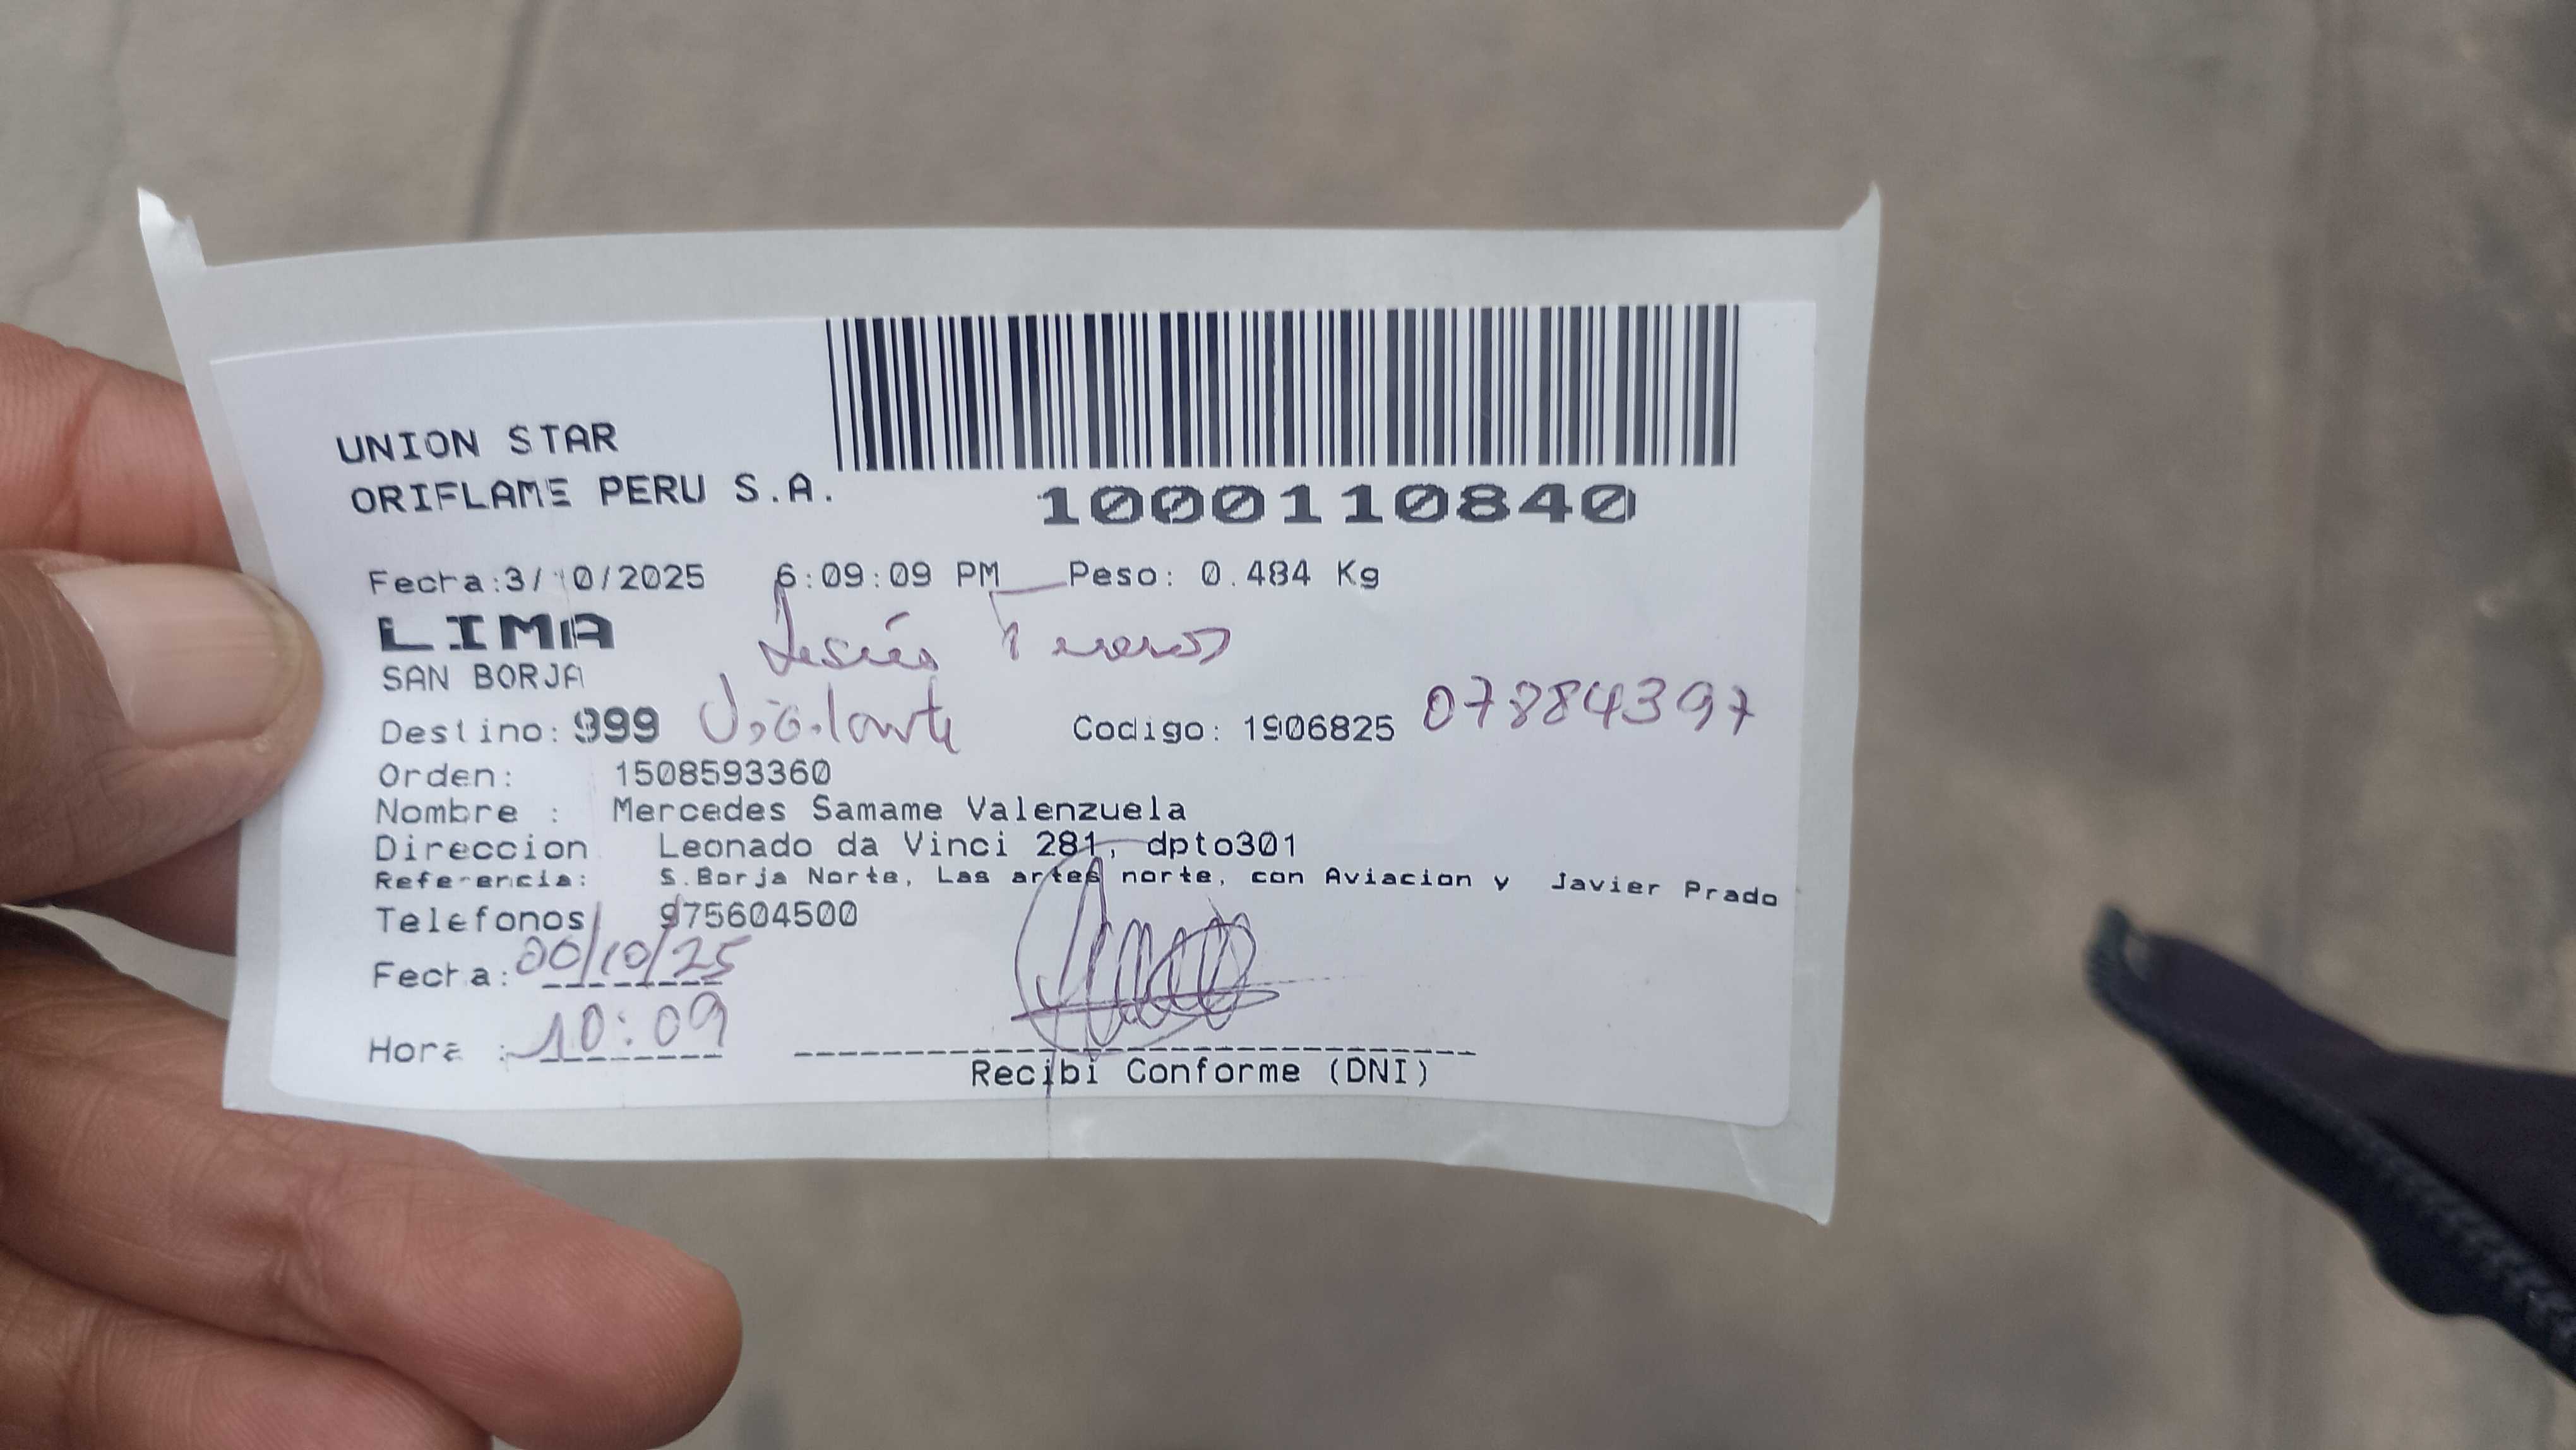 UNION STAR
ORIFLAME PERU S.A.
1000110840
Fecha:3/10/2025 6:09:09 PM Peso: 0.484 Kg
LIMA
Jesús
SAN BORJA
Destino: 999 Vigilante Codigo: 1906825 07884397
Orden: 1508593360
Nombre : Mercedes Samame Valenzuela
Direccion Leonado da Vinci 281, dpto301
Referencia: S.Borja Norte, Las artes norte, con Aviacion y Javier Prado
Telefonos 975604500
Fecha: /10/25
Hora : 10:09
Recibi Conforme (DNI)